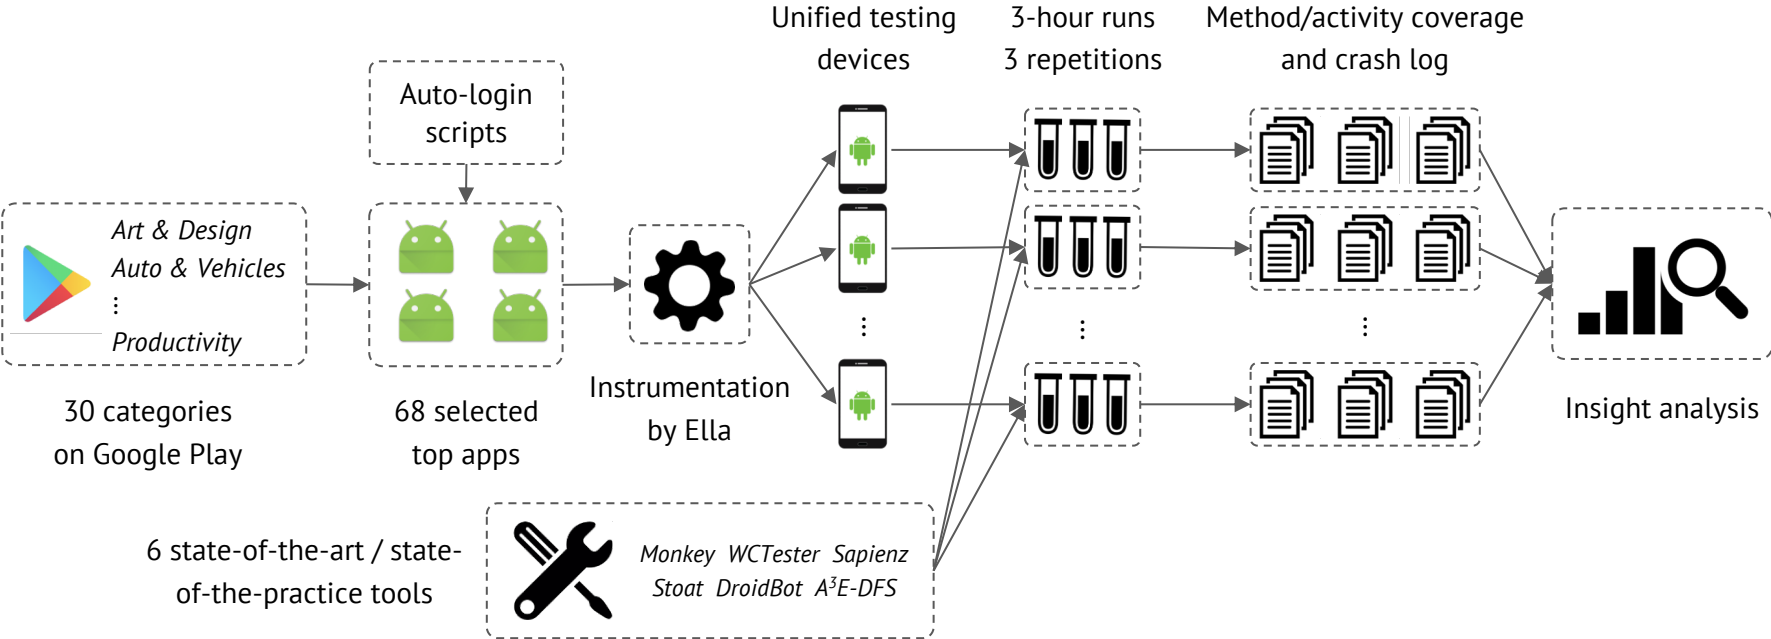 Unified testing
devices
3-hour runs
3 repetitions
Method/activity coverage
and crash log
Auto-login
scripts
Art & Design
Auto & Vehicles
⋮
Productivity
⋮
⋮
⋮
30 categories
on Google Play
68 selected
top apps
Instrumentation
by Ella
Insight analysis
6 state-of-the-art / state-
of-the-practice tools
Monkey WCTester Sapienz
Stoat DroidBot A³E-DFS